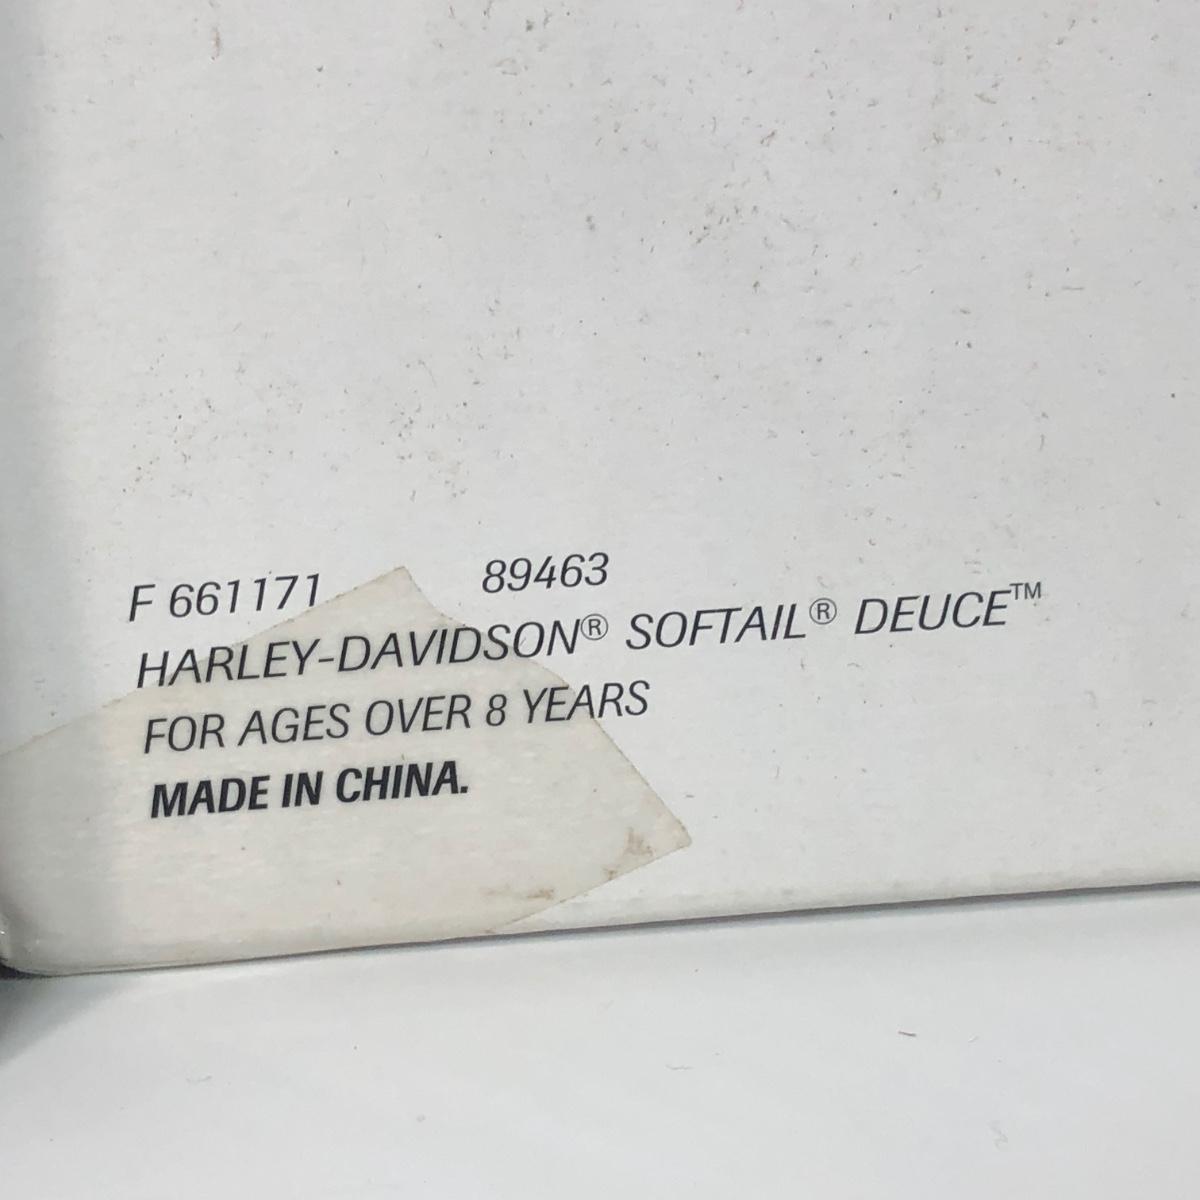 F 661171 89463
HARLEY-DAVIDSON® SOFTAIL® DEUCE™
FOR AGES OVER 8 YEARS
MADE IN CHINA.